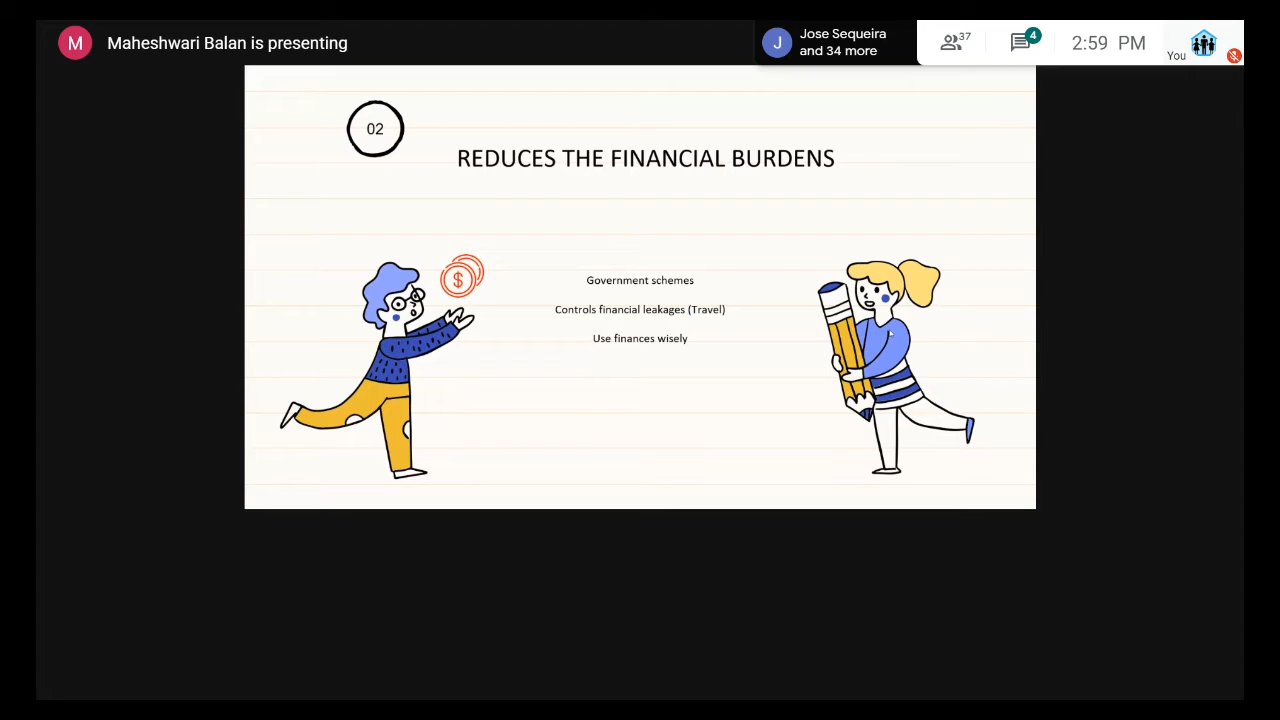 M
Maheshwari Balan is presenting
J
Jose Sequeira
and 34 more
37
4
2:59 PM
You
02
REDUCES THE FINANCIAL BURDENS
$
Government schemes
Controls financial leakages (Travel)
Use finances wisely